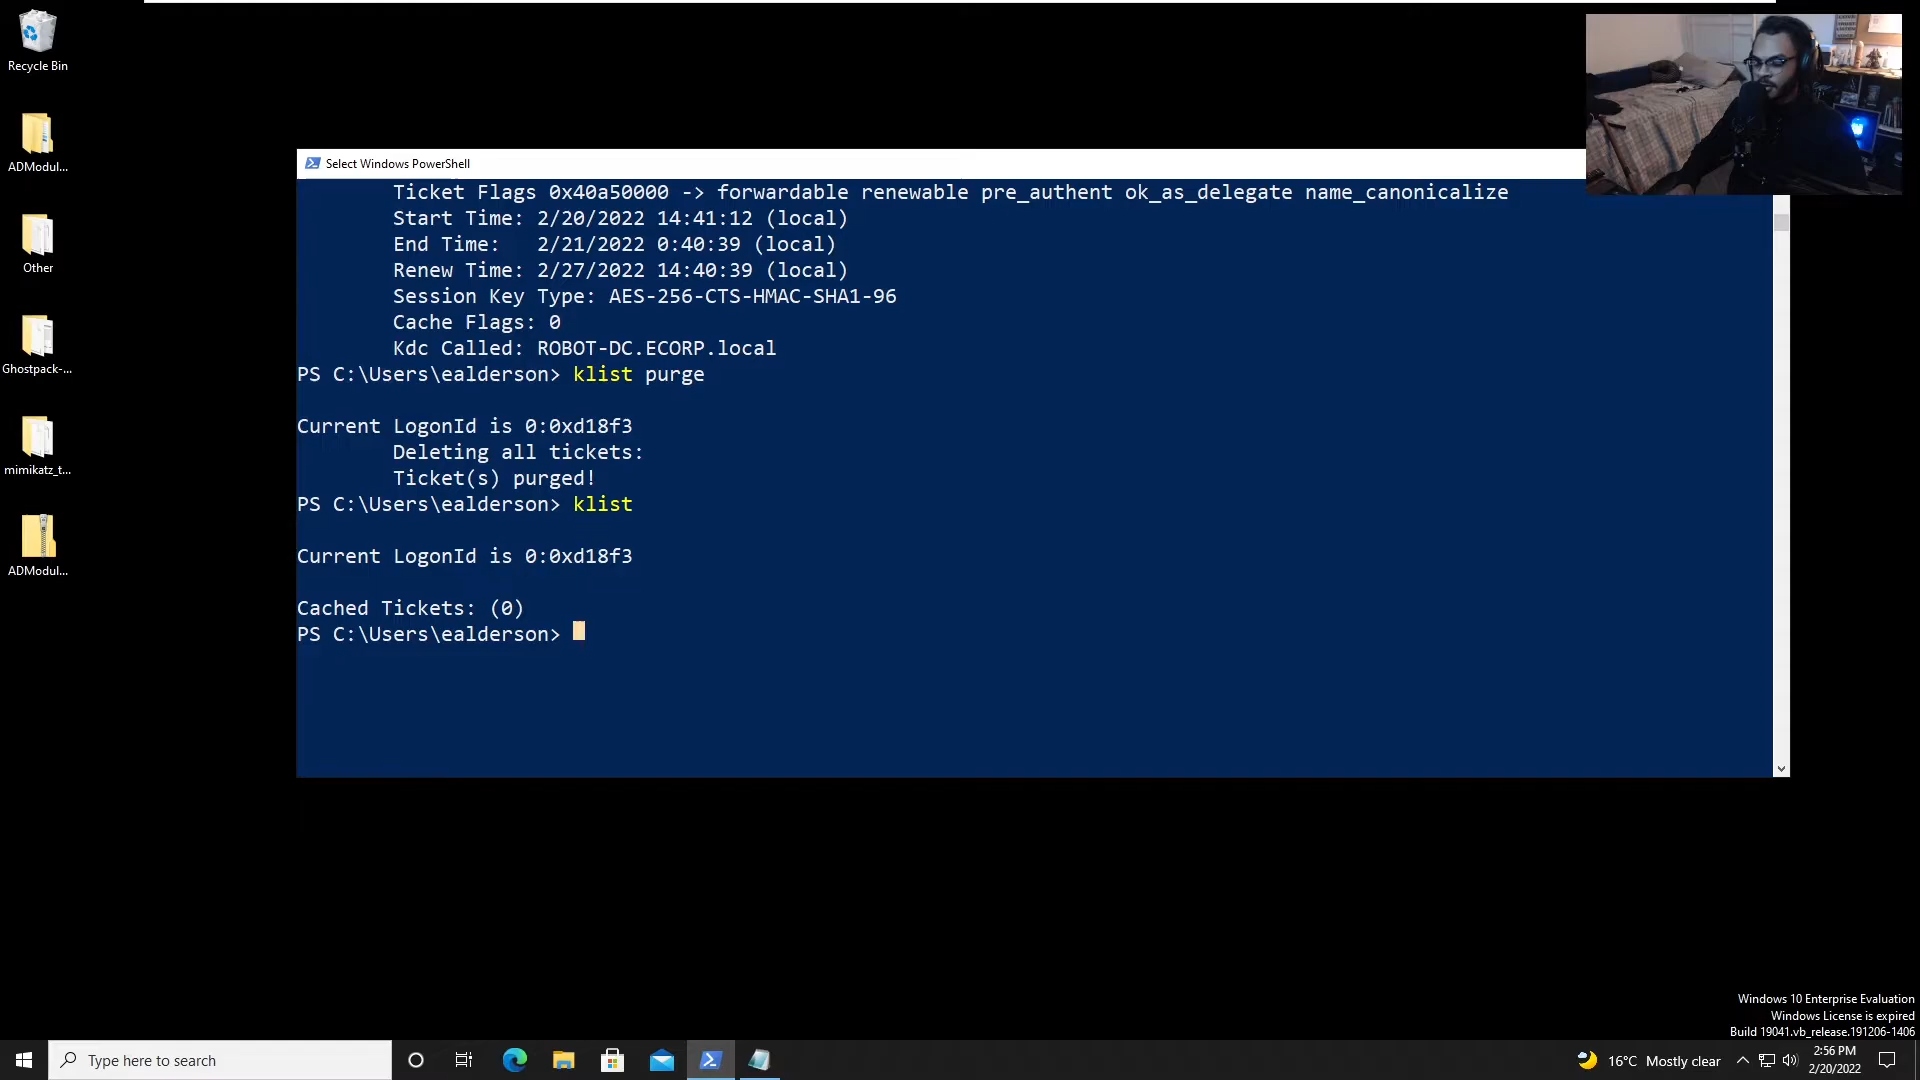 Recycle Bin
ADModul...
Other
Ghostpack-...
mimikatz_t...
ADModul...
Select Windows PowerShell
Ticket Flags 0x40a50000 -> forwardable renewable pre_authent ok_as_delegate name_canonicalize
Start Time: 2/20/2022 14:41:12 (local)
End Time:   2/21/2022 0:40:39 (local)
Renew Time: 2/27/2022 14:40:39 (local)
Session Key Type: AES-256-CTS-HMAC-SHA1-96
Cache Flags: 0
Kdc Called: ROBOT-DC.ECORP.local
PS C:\Users\ealderson> klist purge
Current LogonId is 0:0xd18f3
Deleting all tickets:
Ticket(s) purged!
PS C:\Users\ealderson> klist
Current LogonId is 0:0xd18f3
Cached Tickets: (0)
PS C:\Users\ealderson>
Windows 10 Enterprise Evaluation
Windows License is expired
Build 19041.vb_release.191206-1406
Type here to search
16°C Mostly clear
2:56 PM
2/20/2022